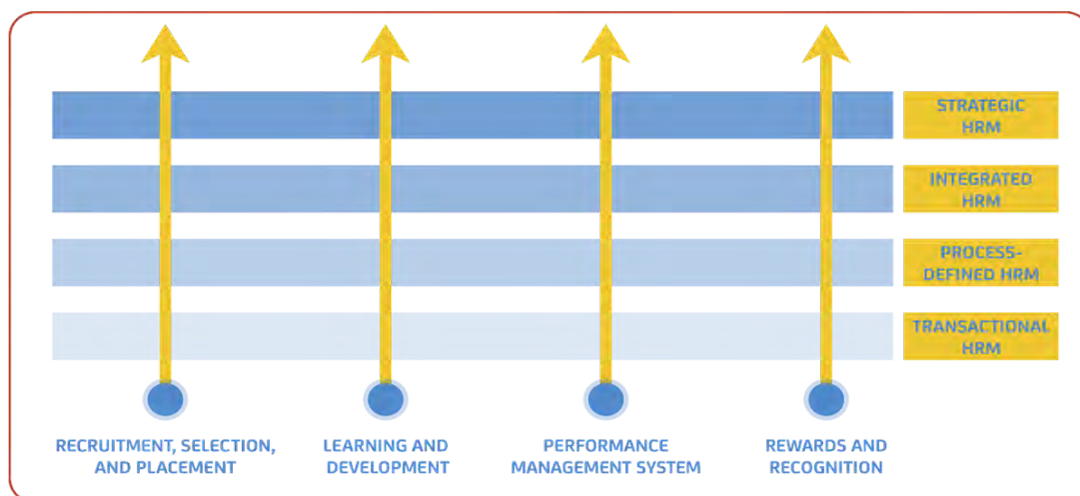 STRATEGIC
HRM
INTEGRATED
HRM
PROCESS-
DEFINED HRM
TRANSACTIONAL
HRM
RECRUITMENT, SELECTION,
AND PLACEMENT
LEARNING AND
DEVELOPMENT
PERFORMANCE
MANAGEMENT SYSTEM
REWARDS AND
RECOGNITION